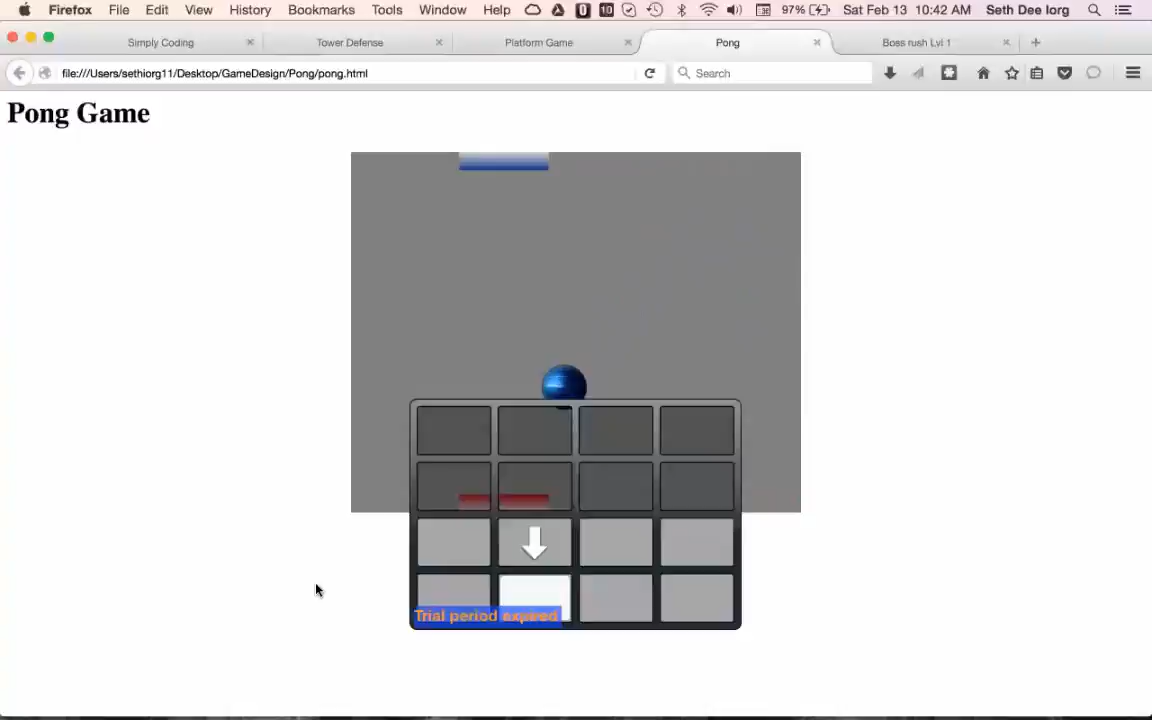 Firefox File Edit View History Bookmarks Tools Window Help 10 97% Sat Feb 13 10:42 AM Seth Dee Iorg
Simply Coding Tower Defense Platform Game Pong Boss rush Lvl 1
file:///Users/sethiorg11/Desktop/GameDesign/Pong/pong.html Search
Pong Game
Trial period expired